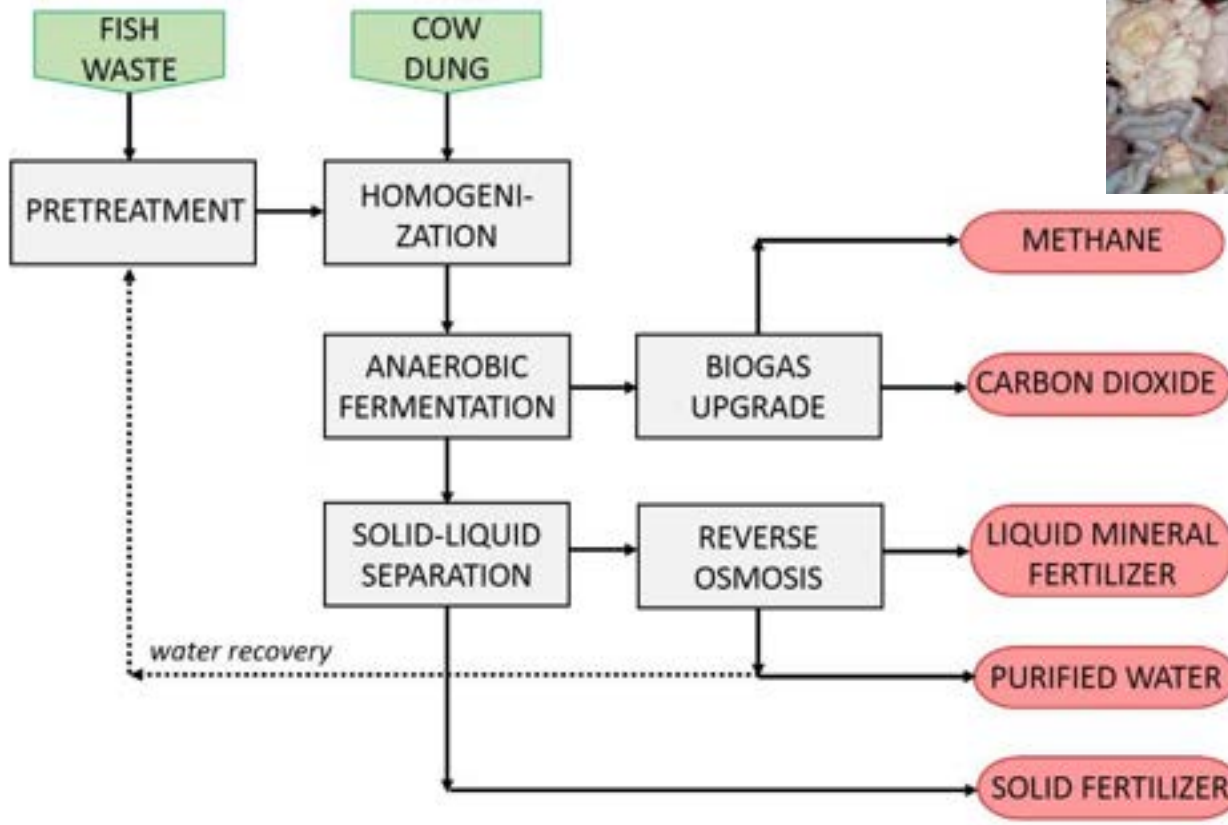 FISH
WASTE
COW
DUNG
PRETREATMENT
HOMOGENI-
ZATION
METHANE
ANAEROBIC
FERMENTATION
BIOGAS
UPGRADE
CARBON DIOXIDE
SOLID-LIQUID
SEPARATION
REVERSE
OSMOSIS
LIQUID MINERAL
FERTILIZER
water recovery
PURIFIED WATER
SOLID FERTILIZER